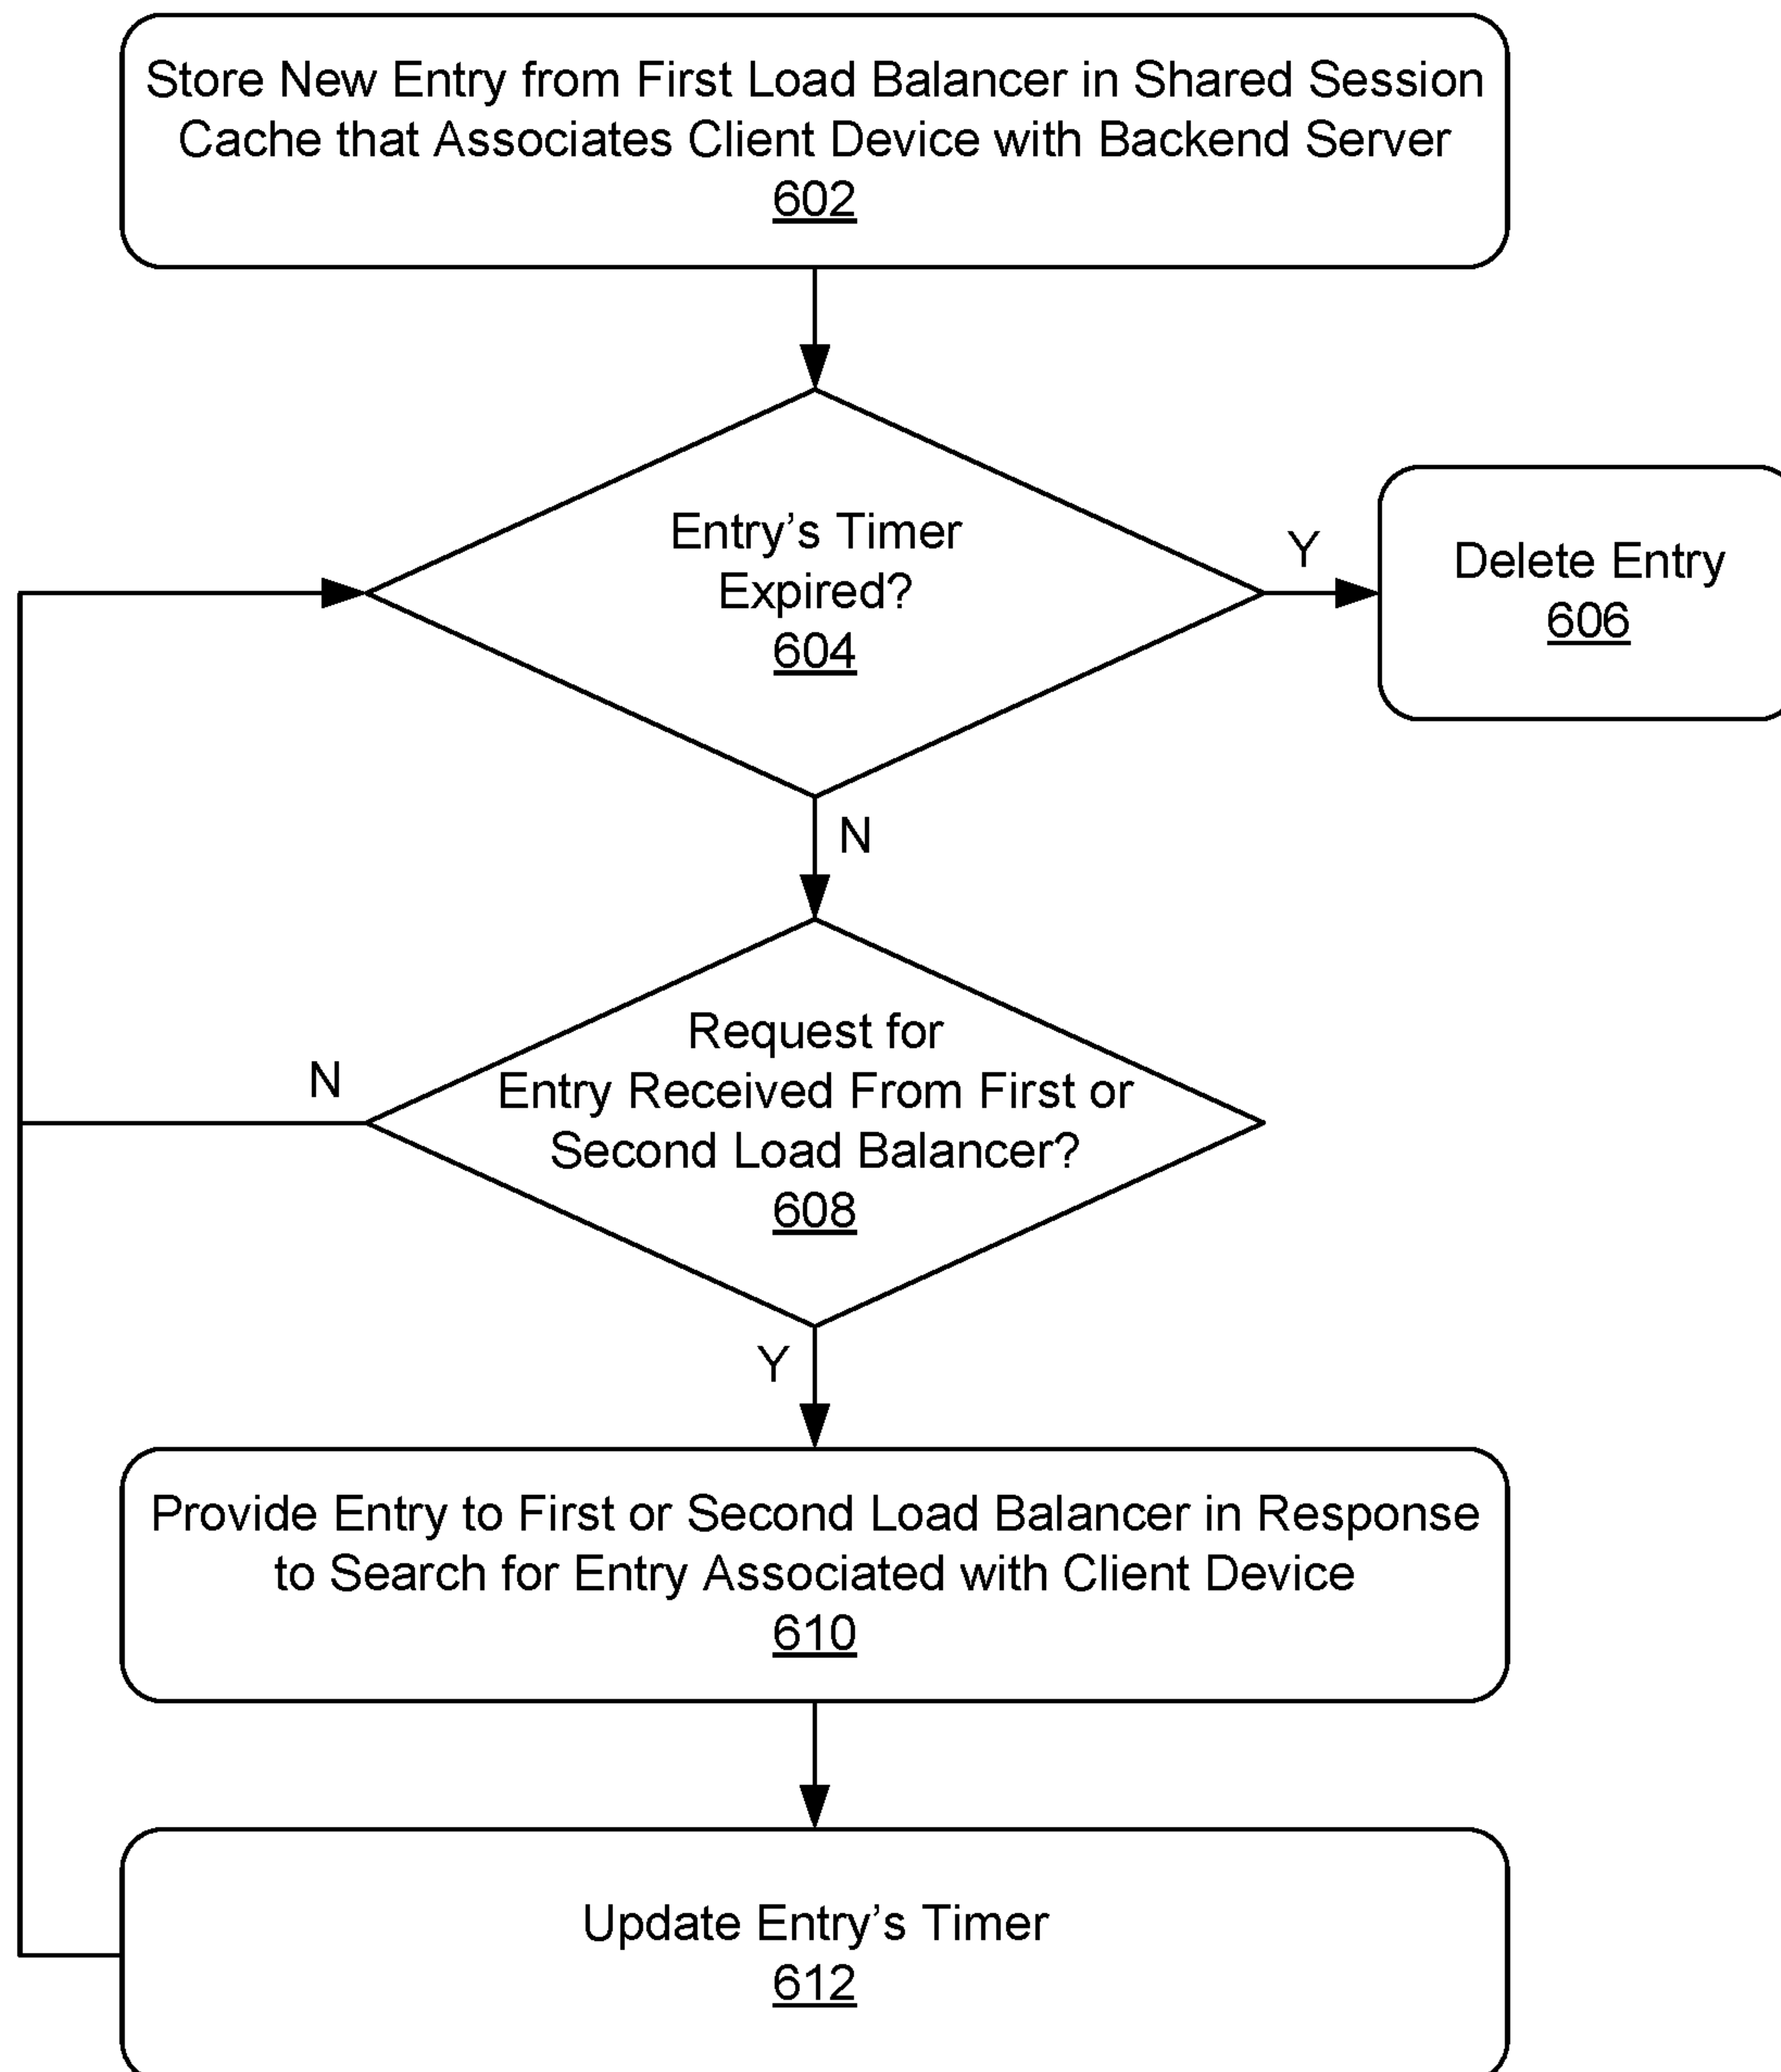 Store New Entry from First Load Balancer in Shared Session
Cache that Associates Client Device with Backend Server
602
Entry’s Timer
Expired?
604
Y
Delete Entry
606
N
Request for
Entry Received From First or
Second Load Balancer?
608
N
Y
Provide Entry to First or Second Load Balancer in Response
to Search for Entry Associated with Client Device
610
Update Entry’s Timer
612